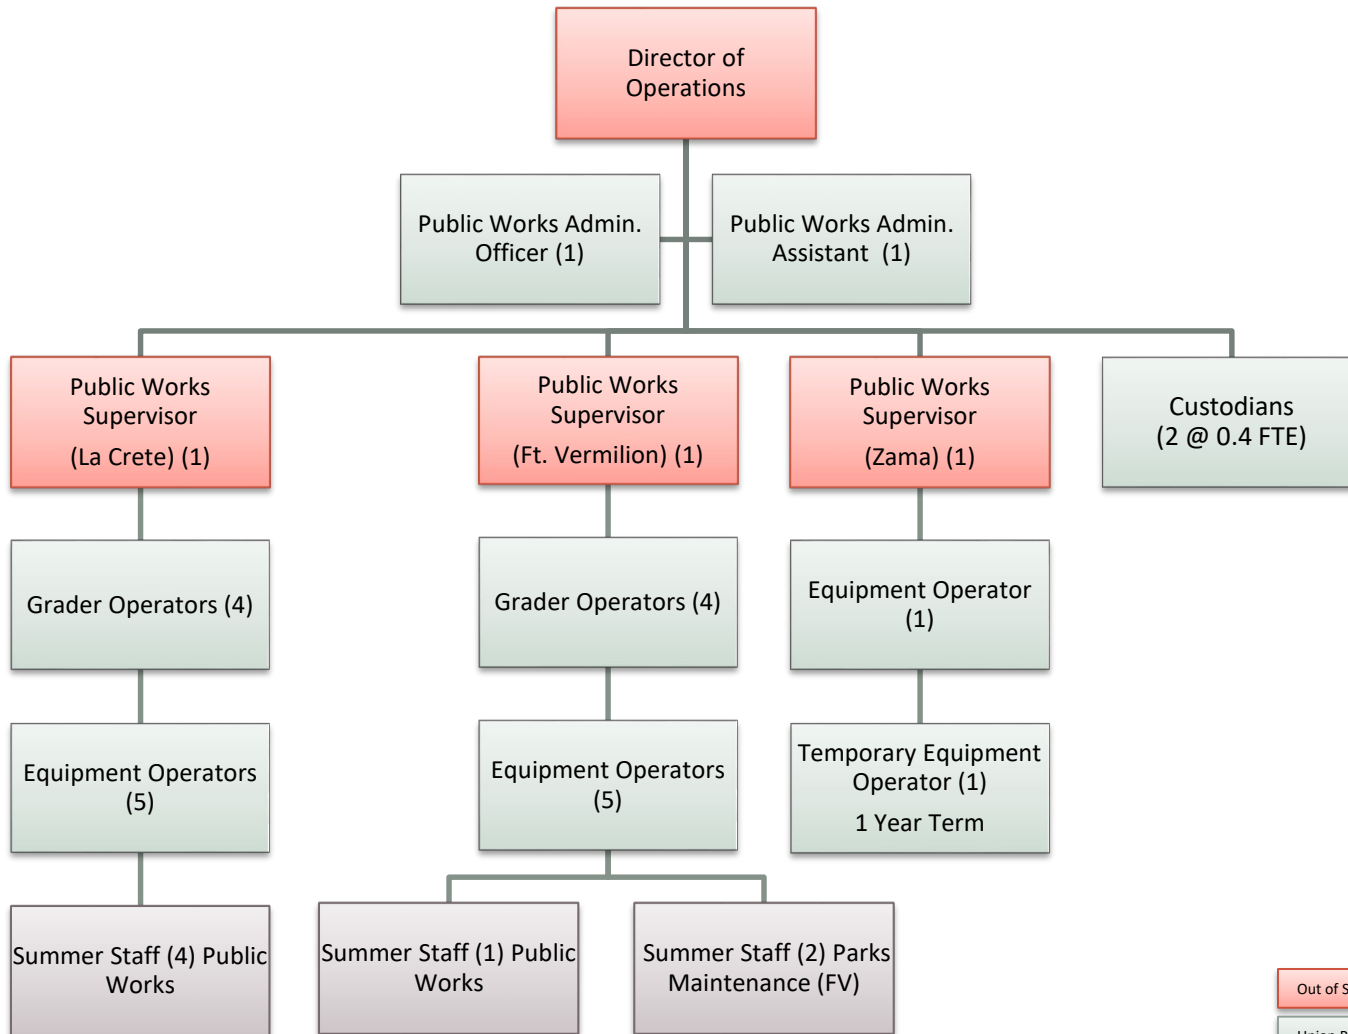 Director of
Operations
Public Works Admin.
Officer (1)
Public Works Admin.
Assistant (1)
Public Works
Supervisor
(La Crete) (1)
Public Works
Supervisor
(Ft. Vermilion) (1)
Public Works
Supervisor
(Zama) (1)
Custodians
(2 @ 0.4 FTE)
Grader Operators (4)
Grader Operators (4)
Equipment Operator
(1)
Equipment Operators
(5)
Equipment Operators
(5)
Temporary Equipment
Operator (1)
1 Year Term
Summer Staff (4) Public
Works
Summer Staff (1) Public
Works
Summer Staff (2) Parks
Maintenance (FV)
Out of
Union